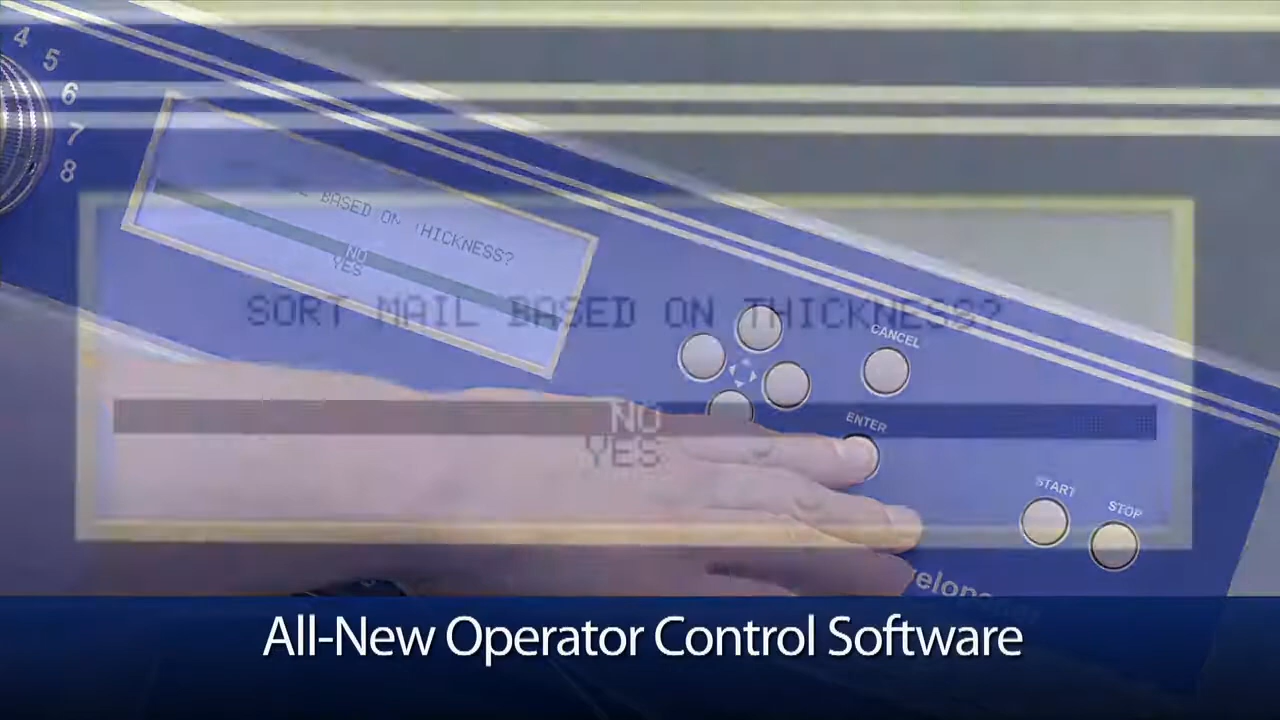 4
5
6
7
8
BASED ON THICKNESS?
NO
YES
SORT MAIL BASED ON THICKNESS?
NO
YES
CANCEL
ENTER
START
STOP
All-New Operator Control Software